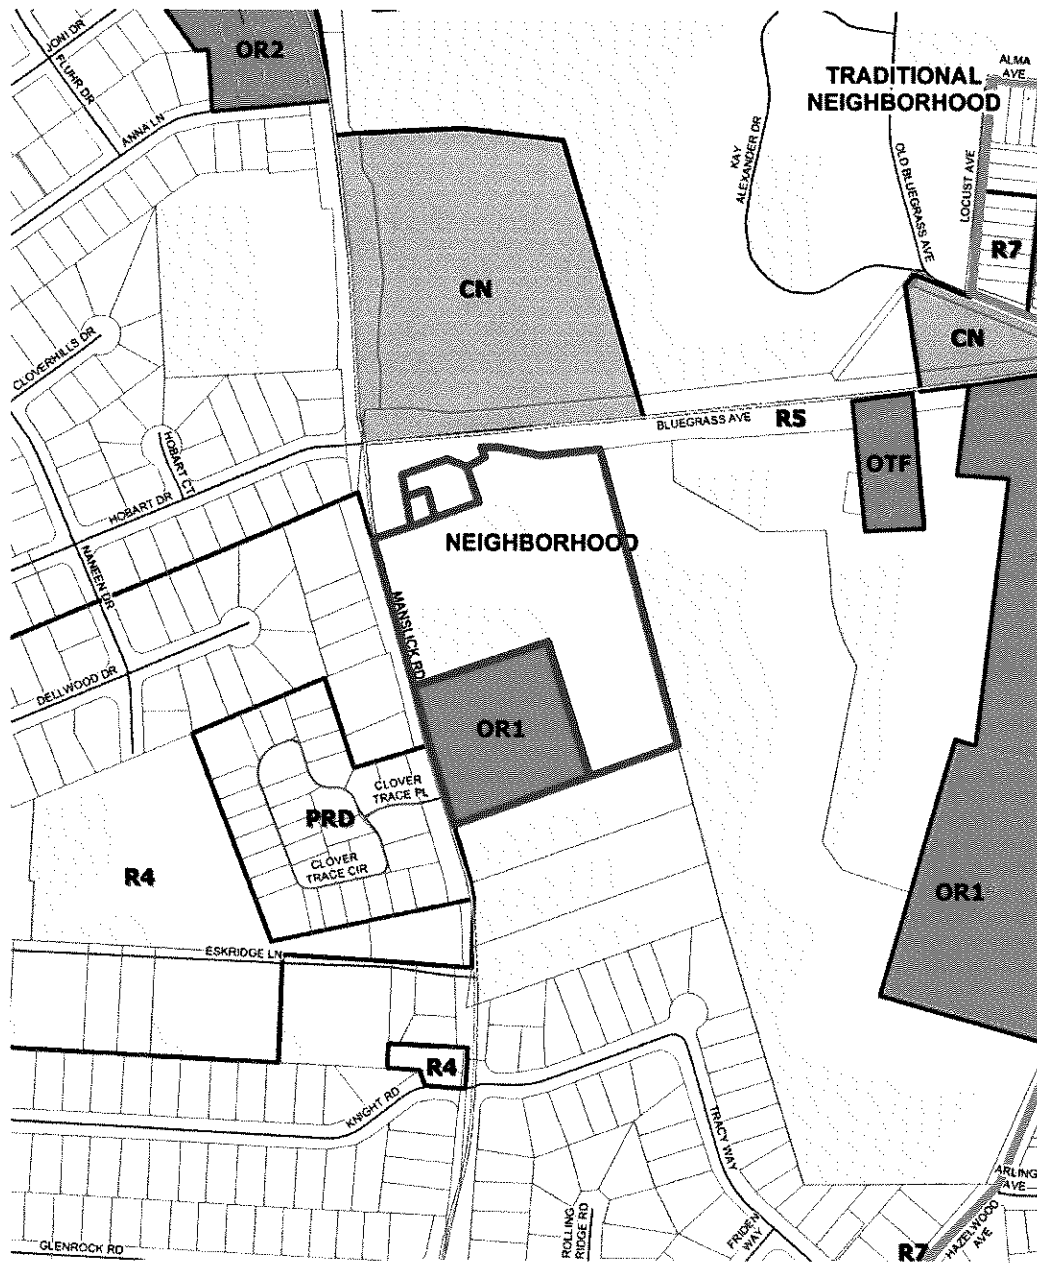 JONI DR
FLUHR DR
OR2
ANNA LN
TRADITIONAL
NEIGHBORHOOD
ALMA
AVE
KAY
ALEXANDER DR
OLD BLUEGRASS AVE
LOCUST AVE
R7
CN
CN
CLOVERHILLS DR
HOBART CT
BLUEGRASS AVE
R5
OTF
HOBART DR
NANEEN DR
NEIGHBORHOOD
MANSLICK RD
DELLWOOD DR
OR1
CLOVER
TRACE PL
PRD
CLOVER
TRACE CIR
R4
OR1
ESKRIDGE LN
R4
KNIGHT RD
TRACY WAY
ROLLING
RIDGE RD
FRIDEN
WAY
ARLING
AVE
HAZELWOOD
AVE
R7
GLENROCK RD